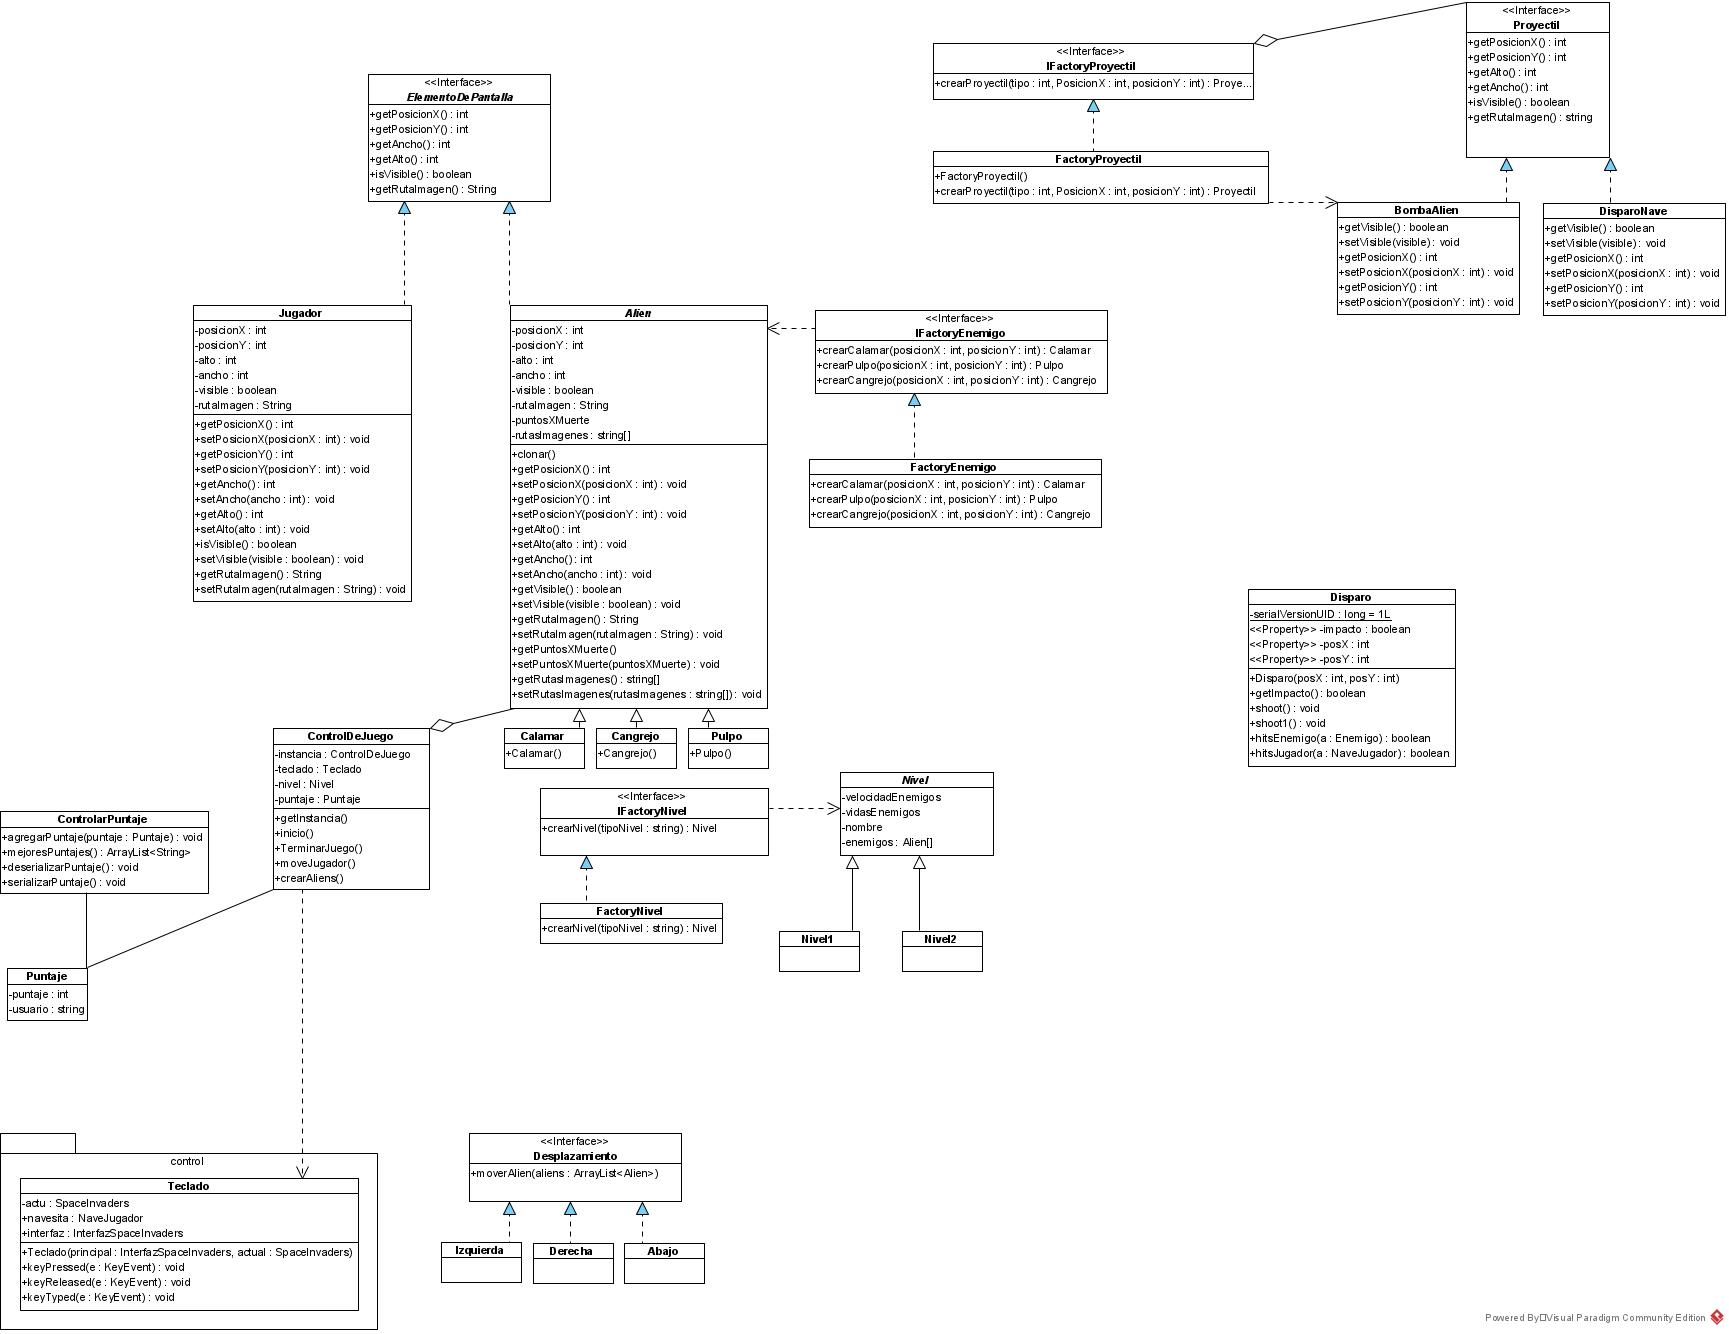 <<Interface>>
ElementoDePantalla
+getPosicionX() : int
+getPosicionY() : int
+getAncho() : int
+getAlto() : int
+isVisible() : boolean
+getRutaImagen() : String
<<Interface>>
IFactoryProyectil
+crearProyectil(tipo : int, PosicionX : int, posicionY : int) : Proye...
<<Interface>>
Proyectil
+getPosicionX() : int
+getPosicionY() : int
+getAlto() : int
+getAncho() : int
+isVisible() : boolean
+getRutaImagen() : string
FactoryProyectil
+FactoryProyectil()
+crearProyectil(tipo : int, PosicionX : int, posicionY : int) : Proyectil
BombaAlien
+getVisible() : boolean
+setVisible(visible) : void
+getPosicionX() : int
+setPosicionX(posicionX : int) : void
+getPosicionY() : int
+setPosicionY(posicionY : int) : void
DisparoNave
+getVisible() : boolean
+setVisible(visible) : void
+getPosicionX() : int
+setPosicionX(posicionX : int) : void
+getPosicionY() : int
+setPosicionY(posicionY : int) : void
Jugador
-posicionX : int
-posicionY : int
-alto : int
-ancho : int
-visible : boolean
-rutaImagen : String
+getPosicionX() : int
+setPosicionX(posicionX : int) : void
+getPosicionY() : int
+setPosicionY(posicionY : int) : void
+getAncho() : int
+setAncho(ancho : int) : void
+getAlto() : int
+setAlto(alto : int) : void
+isVisible() : boolean
+setVisible(visible : boolean) : void
+getRutaImagen() : String
+setRutaImagen(rutaImagen : String) : void
Alien
-posicionX : int
-posicionY : int
-alto : int
-ancho : int
-visible : boolean
-rutaImagen : String
-puntosXMuerte
-rutasImagenes : string[]
+clonar()
+getPosicionX() : int
+setPosicionX(posicionX : int) : void
+getPosicionY() : int
+setPosicionY(posicionY : int) : void
+getAlto() : int
+setAlto(alto : int) : void
+getAncho() : int
+setAncho(ancho : int) : void
+getVisible() : boolean
+setVisible(visible : boolean) : void
+getRutaImagen() : String
+setRutaImagen(rutaImagen : String) : void
+getPuntosXMuerte()
+setPuntosXMuerte(puntosXMuerte) : void
+getRutasImagenes() : string[]
+setRutasImagenes(rutasImagenes : string[]) : void
<<Interface>>
IFactoryEnemigo
+crearCalamar(posicionX : int, posicionY : int) : Calamar
+crearPulpo(posicionX : int, posicionY : int) : Pulpo
+crearCangrejo(posicionX : int, posicionY : int) : Cangrejo
FactoryEnemigo
+crearCalamar(posicionX : int, posicionY : int) : Calamar
+crearPulpo(posicionX : int, posicionY : int) : Pulpo
+crearCangrejo(posicionX : int, posicionY : int) : Cangrejo
Disparo
-serialVersionUID : long = 1L
<<Property>> -impacto : boolean
<<Property>> -posX : int
<<Property>> -posY : int
+Disparo(posX : int, posY : int)
+getImpacto() : boolean
+shoot() : void
+shoot1() : void
+hitsEnemigo(a : Enemigo) : boolean
+hitsJugador(a : NaveJugador) : boolean
ControlDeJuego
-instancia : ControlDeJuego
-teclado : Teclado
-nivel : Nivel
-puntaje : Puntaje
+getInstancia()
+inicio()
+TerminarJuego()
+moveJugador()
+crearAliens()
Calamar
+Calamar()
Cangrejo
+Cangrejo()
Pulpo
+Pulpo()
ControlarPuntaje
+agregarPuntaje(puntaje : Puntaje) : void
+mejoresPuntajes() : ArrayList<String>
+deserializarPuntaje() : void
+serializarPuntaje() : void
<<Interface>>
IFactoryNivel
+crearNivel(tipoNivel : string) : Nivel
Nivel
-velocidadEnemigos
-vidasEnemigos
-nombre
-enemigos : Alien[]
FactoryNivel
+crearNivel(tipoNivel : string) : Nivel
Nivel1
Nivel2
Puntaje
-puntaje : int
-usuario : string
control
Teclado
-actu : SpaceInvaders
+navesita : NaveJugador
+interfaz : InterfazSpaceInvaders
+Teclado(principal : InterfazSpaceInvaders, actual : SpaceInvaders)
+keyPressed(e : KeyEvent) : void
+keyReleased(e : KeyEvent) : void
+keyTyped(e : KeyEvent) : void
<<Interface>>
Desplazamiento
+moverAlien(aliens : ArrayList<Alien>)
Izquierda
Derecha
Abajo
Powered By□Visual Paradigm Community Edition